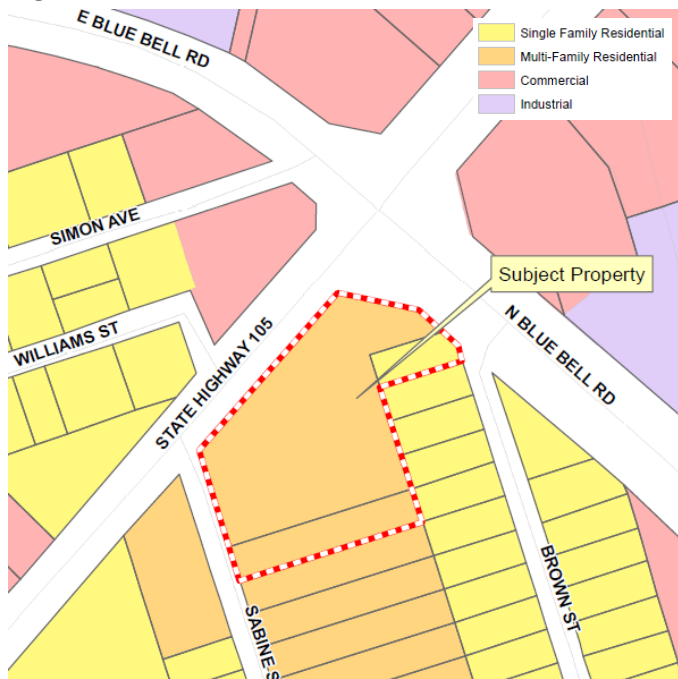 E BLUE BELL RD
Single Family Residential
Multi-Family Residential
Commercial
Industrial
SIMON AVE
Subject Property
WILLIAMS ST
STATE HIGHWAY 105
N BLUE BELL RD
BROWN ST
SABINE S